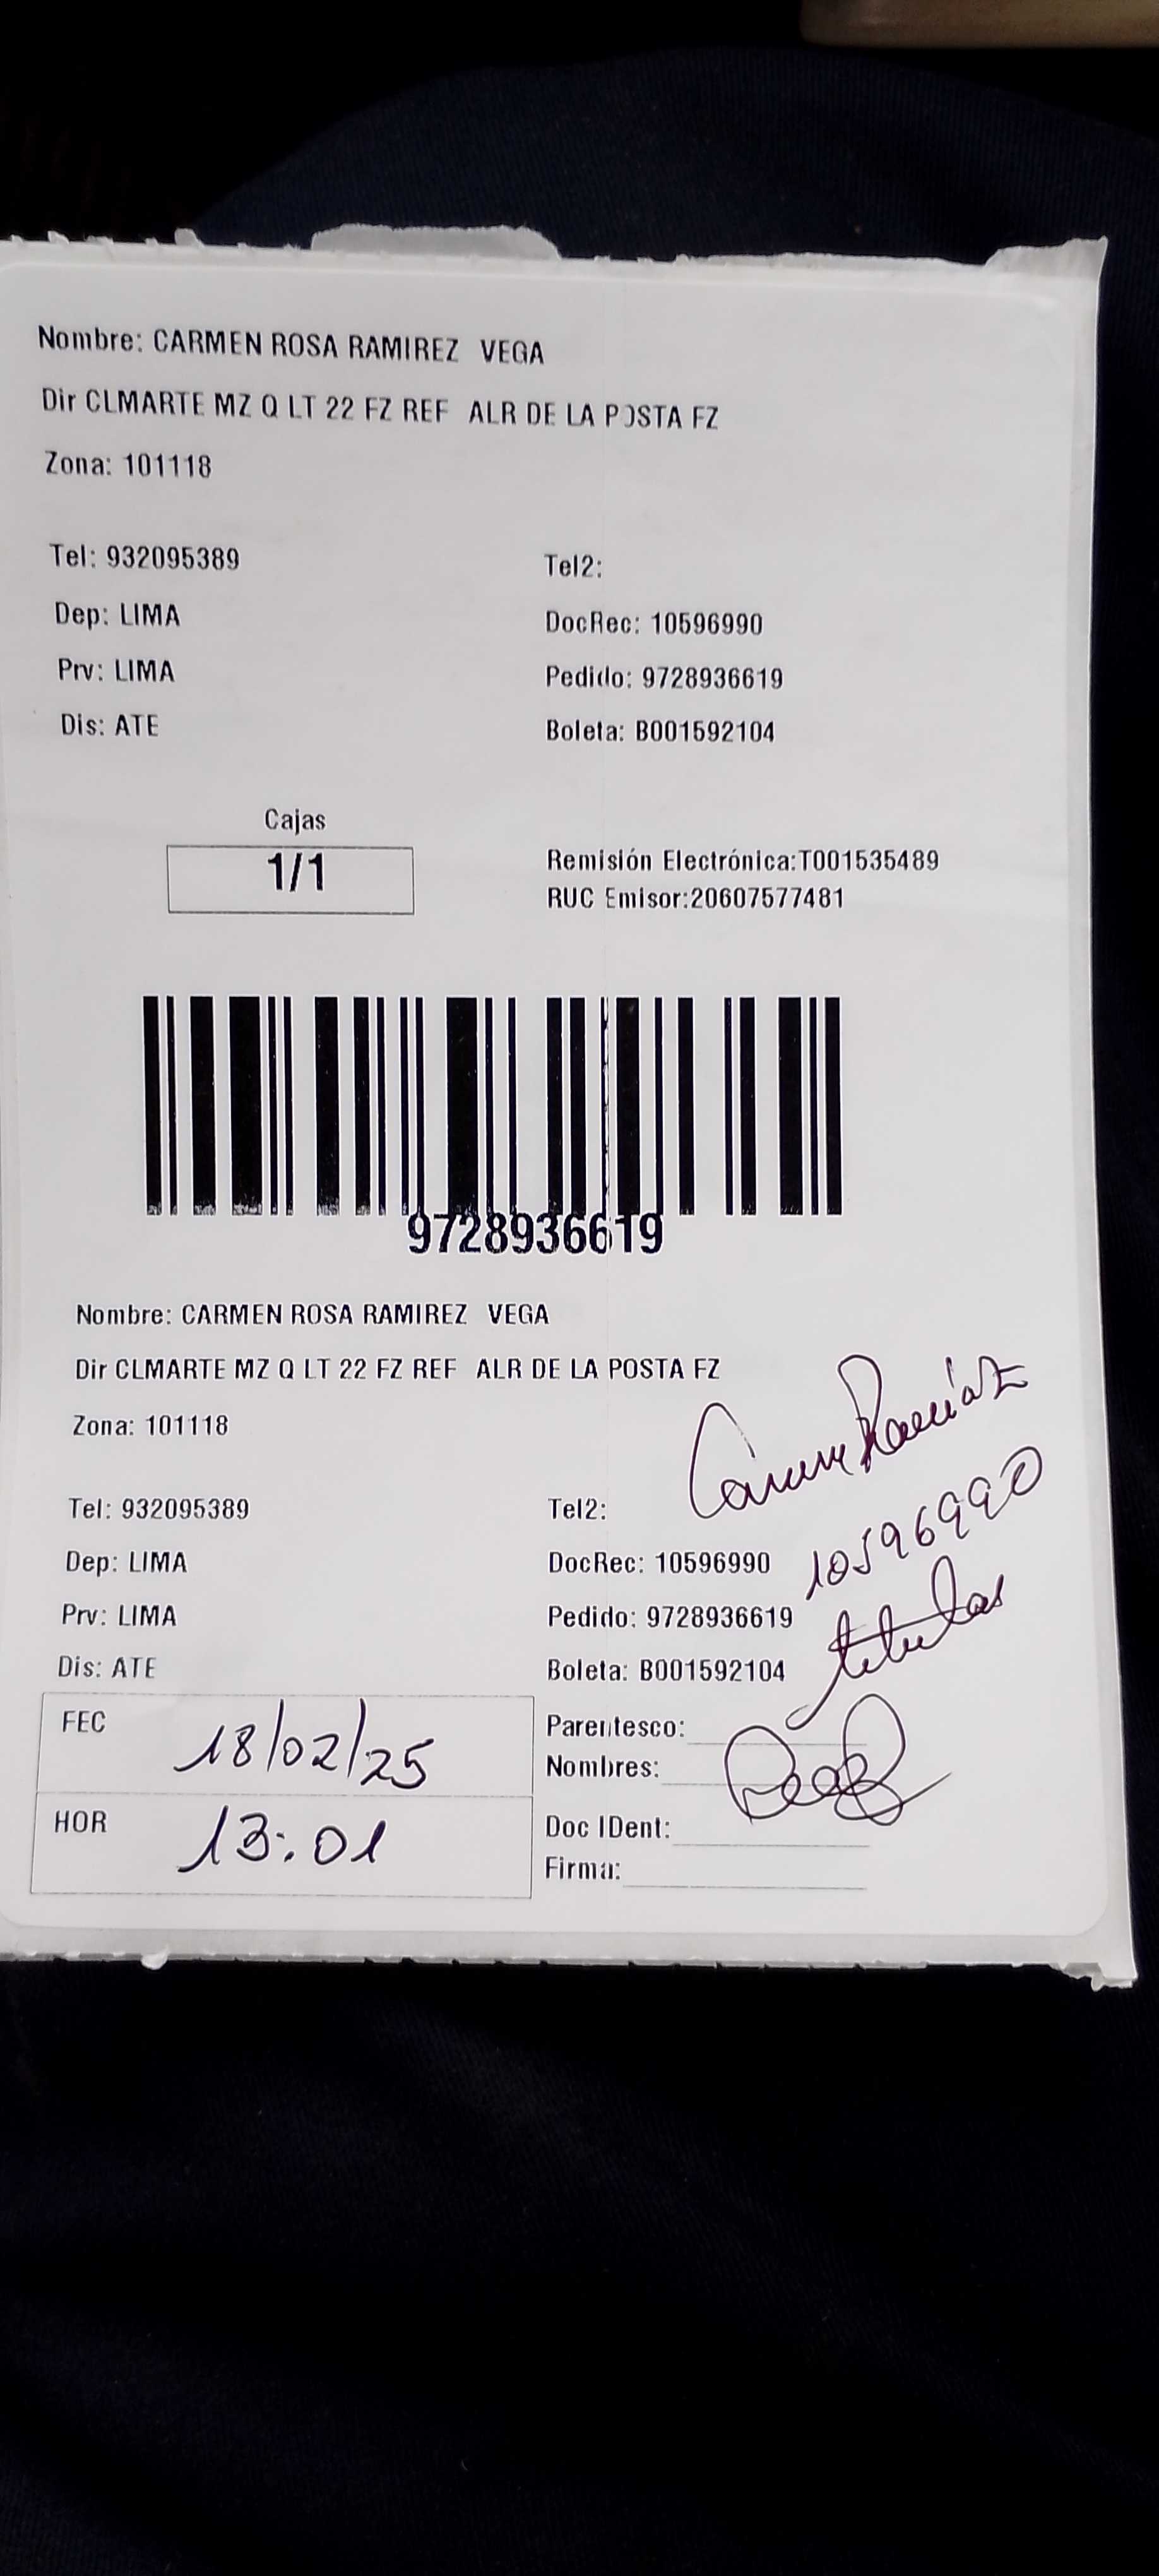 Nombre: CARMEN ROSA RAMIREZ VEGA
Dir CLMARTE MZ Q LT 22 FZ REF ALR DE LA POSTA FZ
Zona: 101118
Tel: 932095389 Tel2:
Dep: LIMA DocRec: 10596990
Prv: LIMA Pedido: 9728936619
Dis: ATE Boleta: B001592104
Cajas
1/1
Remisión Electrónica:T001535489
RUC Emisor:20607577481
9728936619
Nombre: CARMEN ROSA RAMIREZ VEGA
Dir CLMARTE MZ Q LT 22 FZ REF ALR DE LA POSTA FZ
Zona: 101118
Carmen Ramírez
Tel: 932095389 Tel2:
10596990
Dep: LIMA DocRec: 10596990
Prv: LIMA Pedido: 9728936619
titular
Dis: ATE Boleta: B001592104
FEC 18/02/25
Parentesco:
Nombres:
HOR 13:01
Doc IDent:
Firma: